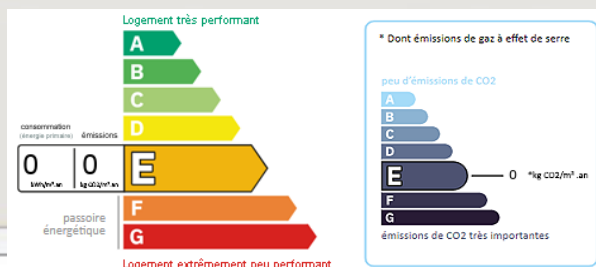 Logement très performant
A
B
C
D
consommation
(énergie primaire)
émissions
0
kWh/m².an
0
kg CO2/m².an
E
F
G
passoire
énergétique
Logement extrêmement peu performant
* Dont émissions de gaz à effet de serre
peu d'émissions de CO2
A
B
C
D
E
0 *kg CO2/m².an
F
G
émissions de CO2 très importantes